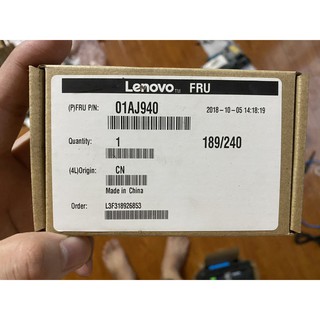 Lenovo™ FRU
(P)FRU P/N: 01AJ940 2018-10-05 14:18:19
Quantity: 1 189/240
(4L)Origin: CN
Made in China
Order: L3F318926853